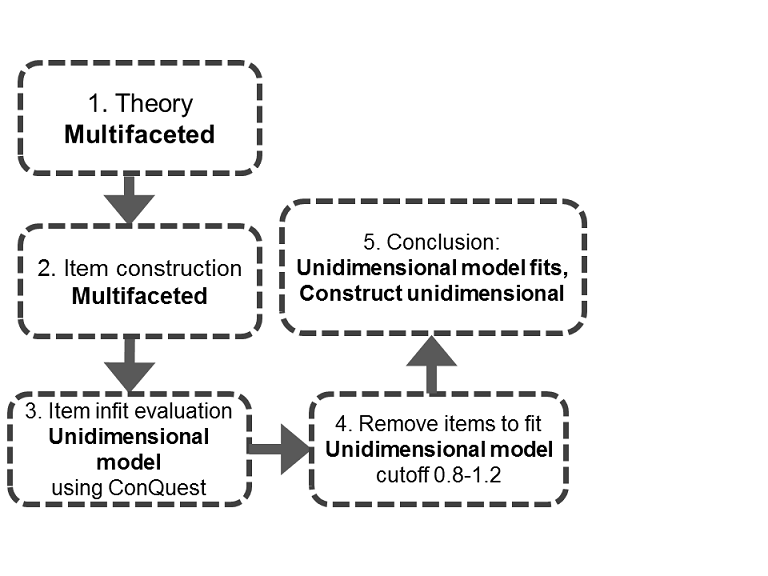 1. Theory
Multifaceted
2. Item construction
Multifaceted
3. Item infit evaluation
Unidimensional
model
using ConQuest
4. Remove items to fit
Unidimensional model
cutoff 0.8-1.2
5. Conclusion:
Unidimensional model fits,
Construct unidimensional